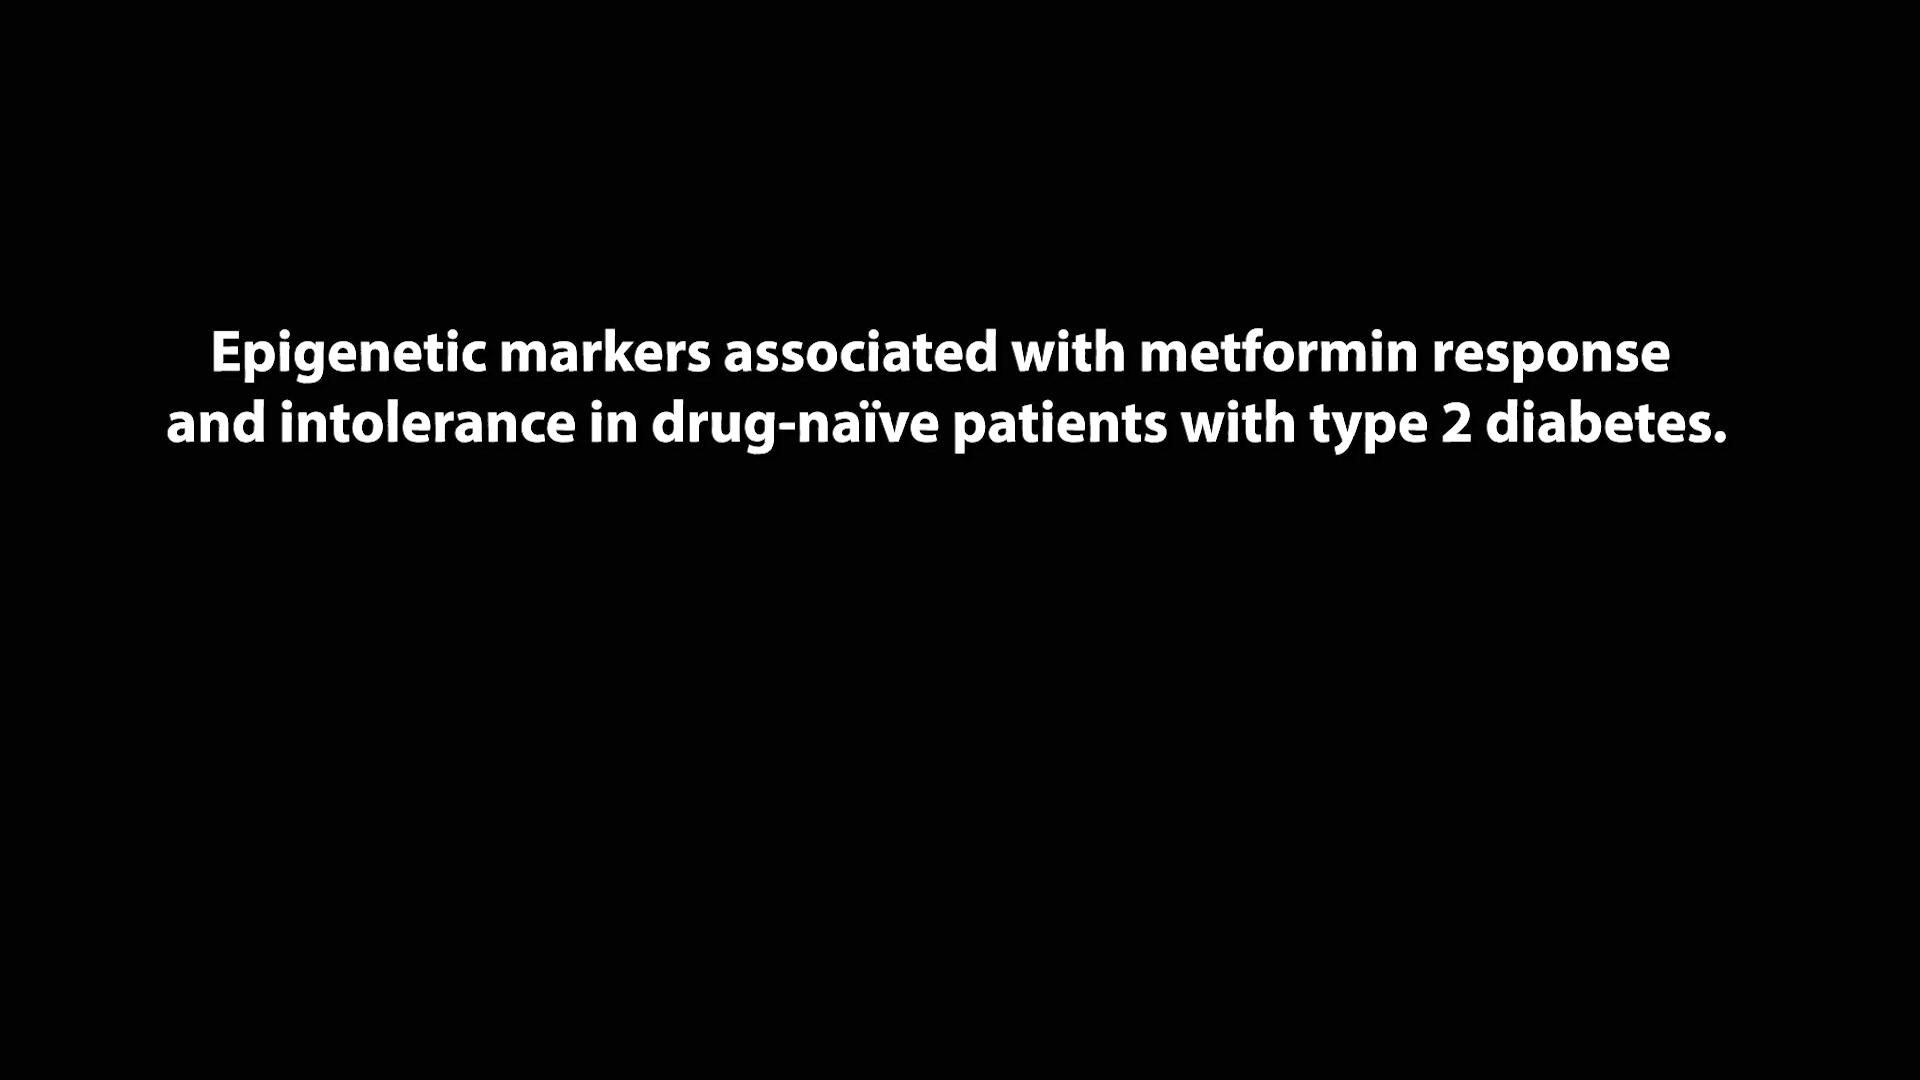 Epigenetic markers associated with metformin response
and intolerance in drug-naïve patients with type 2 diabetes.